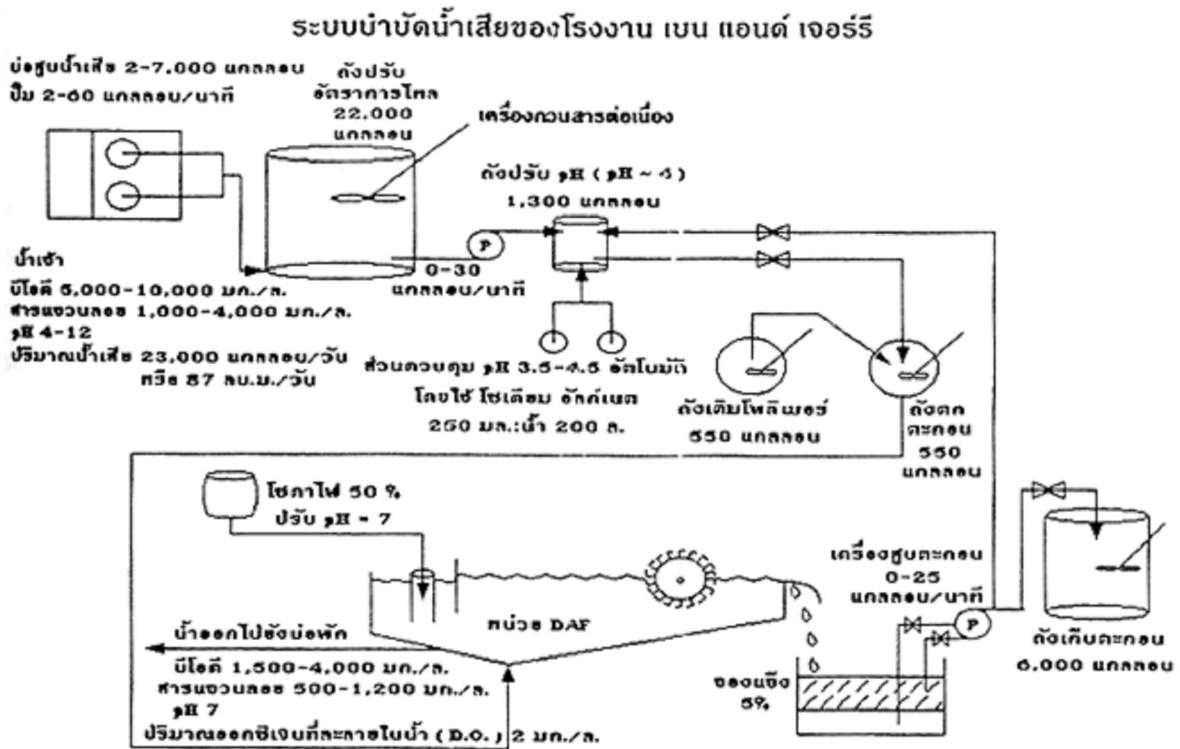 ระบบบำบัดน้ำเสียของโรงงาน เบน แอนด์ เจอร์รี
บ่อสูบน้ำเสีย 2-7,000 แกลลอน
ปั๊ม 2-60 แกลลอน/นาที
ถังปรับ
อัตราการไหล
22,000
แกลลอน
เครื่องกวนสารต่อเนื่อง
ถังปรับ pH ( pH ~ 4 )
1,300 แกลลอน
P
0-30
แกลลอน/นาที
น้ำเข้า
บีโอดี 5,000-10,000 มก./ล.
สารแขวนลอย 1,000-4,000 มก./ล.
pH 4-12
ปริมาณน้ำเสีย 23,000 แกลลอน/วัน
หรือ 87 ลบ.ม./วัน
ส่วนควบคุม pH 3.5-4.5 อัตโนมัติ
โดยใช้ โซเดียม อัลค์เนต
250 มล.:น้ำ 200 ล.
ถังเติมโพลิเมอร์
550 แกลลอน
ถังตก
ตะกอน
550
แกลลอน
โซดาไฟ 50 %
ปรับ pH = 7
หน่วย DAF
น้ำออกไปยังบ่อพัก
บีโอดี 1,500-4,000 มก./ล.
สารแขวนลอย 500-1,200 มก./ล.
pH 7
ปริมาณออกซิเจนที่ละลายในน้ำ ( D.O. ) 2 มก./ล.
เครื่องสูบตะกอน
0-25
แกลลอน/นาที
P
ของแข็ง
5%
ถังเก็บตะกอน
6,000 แกลลอน